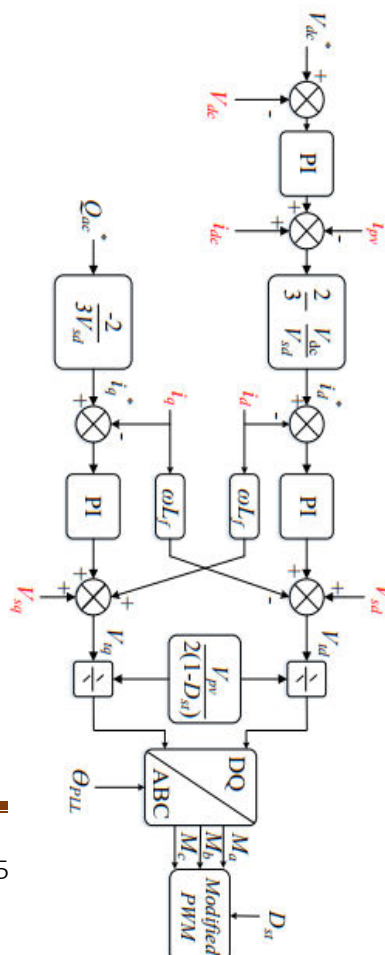 V_dc^*
+
V_dc
-
PI
+
i_pv
-
i_dc
+
2/3 V_dc/V_sd
i_d^*
+
-
i_d
PI
+
V_sd
+
-
V_td
÷
Q_ac^*
-2/3V_sd
i_q^*
+
-
i_q
PI
+
V_sq
+
+
V_tq
÷
ωL_f
ωL_f
V_pv/2(1-D_st)
DQ
ABC
Θ_PLL
M_a
M_b
M_c
Modified
PWM
D_st
5